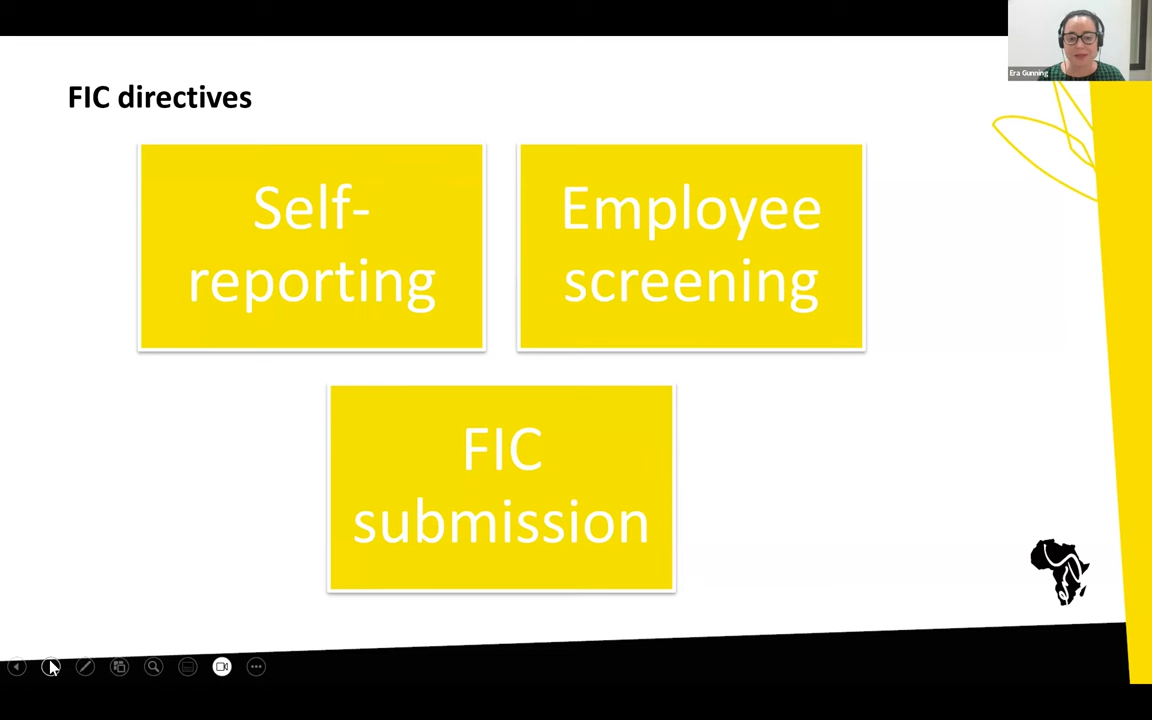 Era Gunning
FIC directives
Self-
reporting
Employee
screening
FIC
submission